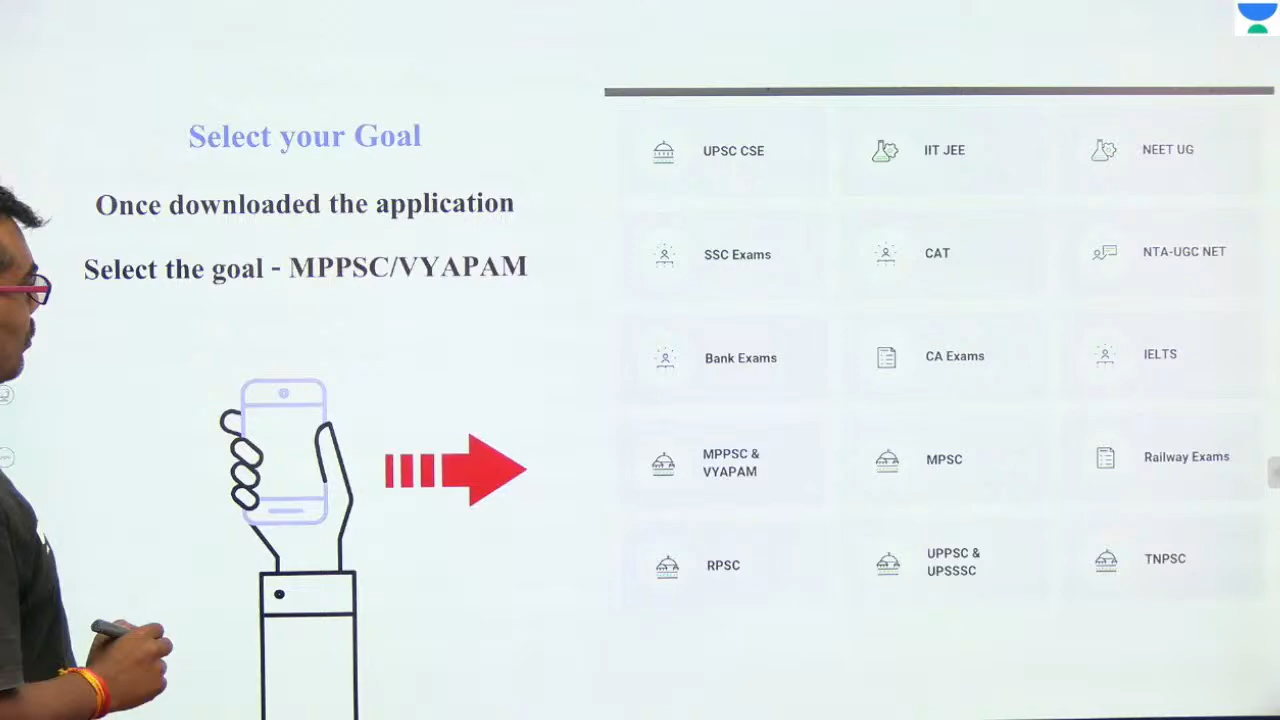 Select your Goal
Once downloaded the application
Select the goal - MPPSC/VYAPAM
UPSC CSE
IIT JEE
NEET UG
SSC Exams
CAT
NTA-UGC NET
Bank Exams
CA Exams
IELTS
MPPSC &
VYAPAM
MPSC
Railway Exams
RPSC
UPPSC &
UPSSSC
TNPSC